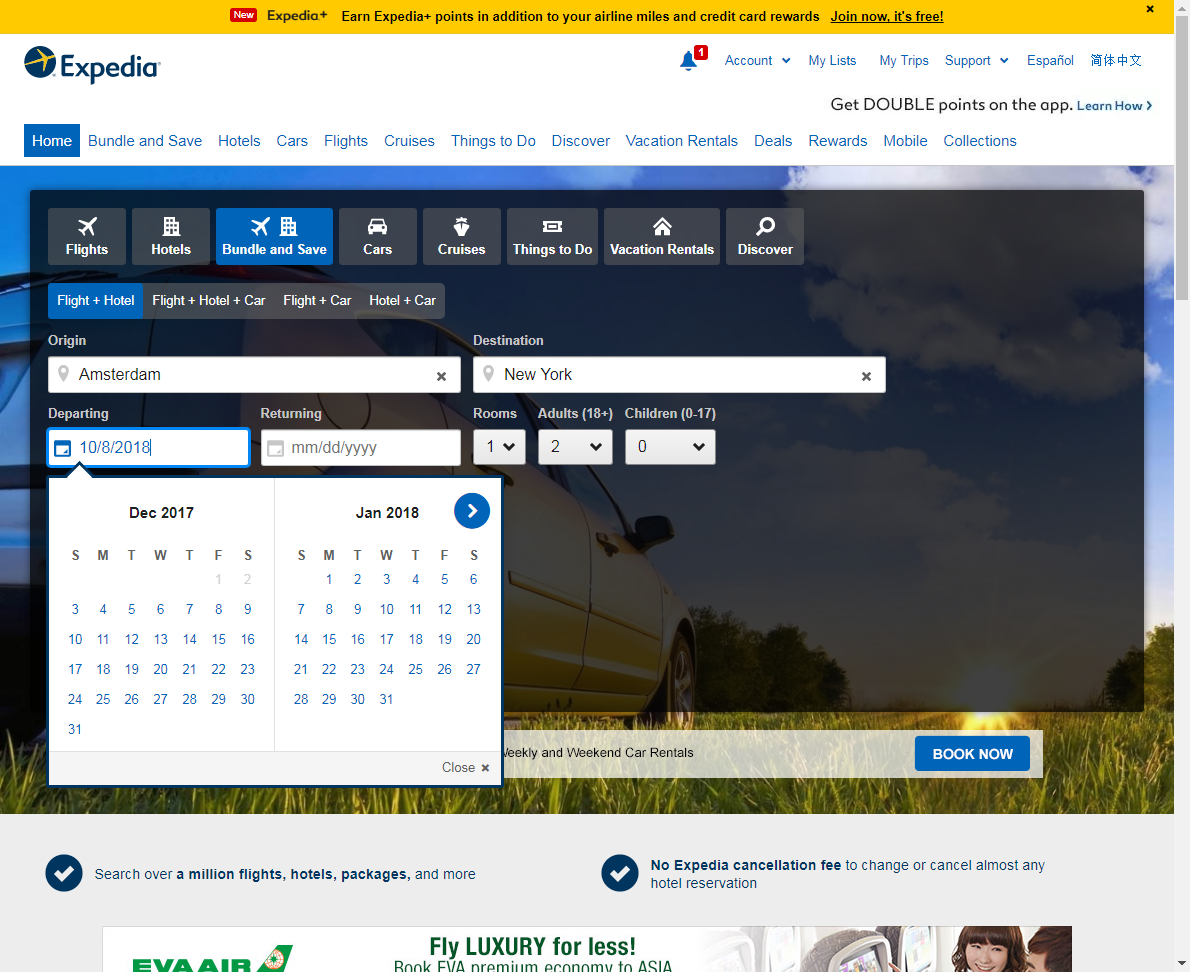 New Expedia+ Earn Expedia+ points in addition to your airline miles and credit card rewards Join now, it's free!
Expedia
1 Account My Lists My Trips Support Español 简体中文
Get DOUBLE points on the app. Learn How
Home Bundle and Save Hotels Cars Flights Cruises Things to Do Discover Vacation Rentals Deals Rewards Mobile Collections
Flights Hotels Bundle and Save Cars Cruises Things to Do Vacation Rentals Discover
Flight + Hotel Flight + Hotel + Car Flight + Car Hotel + Car
Origin Destination
Amsterdam New York
Departing Returning Rooms Adults (18+) Children (0-17)
10/8/2018 mm/dd/yyyy 1 2 0
Dec 2017 Jan 2018
S M T W T F S S M T W T F S
1 2 1 2 3 4 5 6
3 4 5 6 7 8 9 7 8 9 10 11 12 13
10 11 12 13 14 15 16 14 15 16 17 18 19 20
17 18 19 20 21 22 23 21 22 23 24 25 26 27
24 25 26 27 28 29 30 28 29 30 31
31
Weekly and Weekend Car Rentals BOOK NOW
Close
Search over a million flights, hotels, packages, and more
No Expedia cancellation fee to change or cancel almost any
hotel reservation
EVA AIR
Fly LUXURY for less!
Book EVA premium economy to ASIA